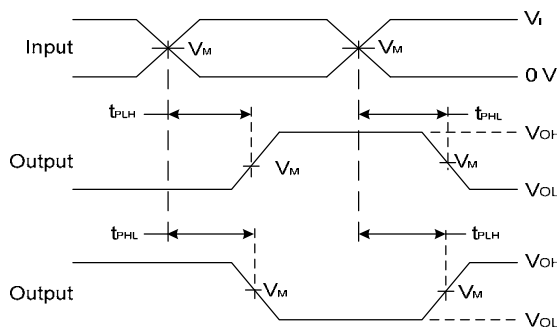 VI
Input VM VM
0 V
tPLH tPHL
VOH
Output VM VM
VOL
tPHL tPLH
VOH
Output VM VM
VOL